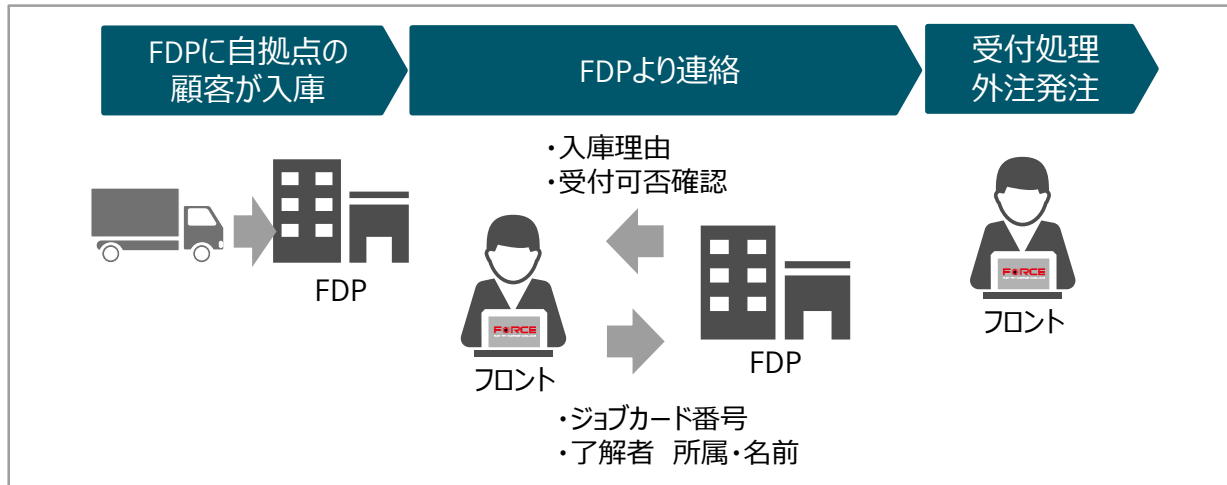 FDPに自拠点の
顧客が入庫
FDPより連絡
受付処理
外注発注
・入庫理由
・受付可否確認
FDP
FORCE
フロント
FDP
FORCE
フロント
・ジョブカード番号
・了解者　所属・名前